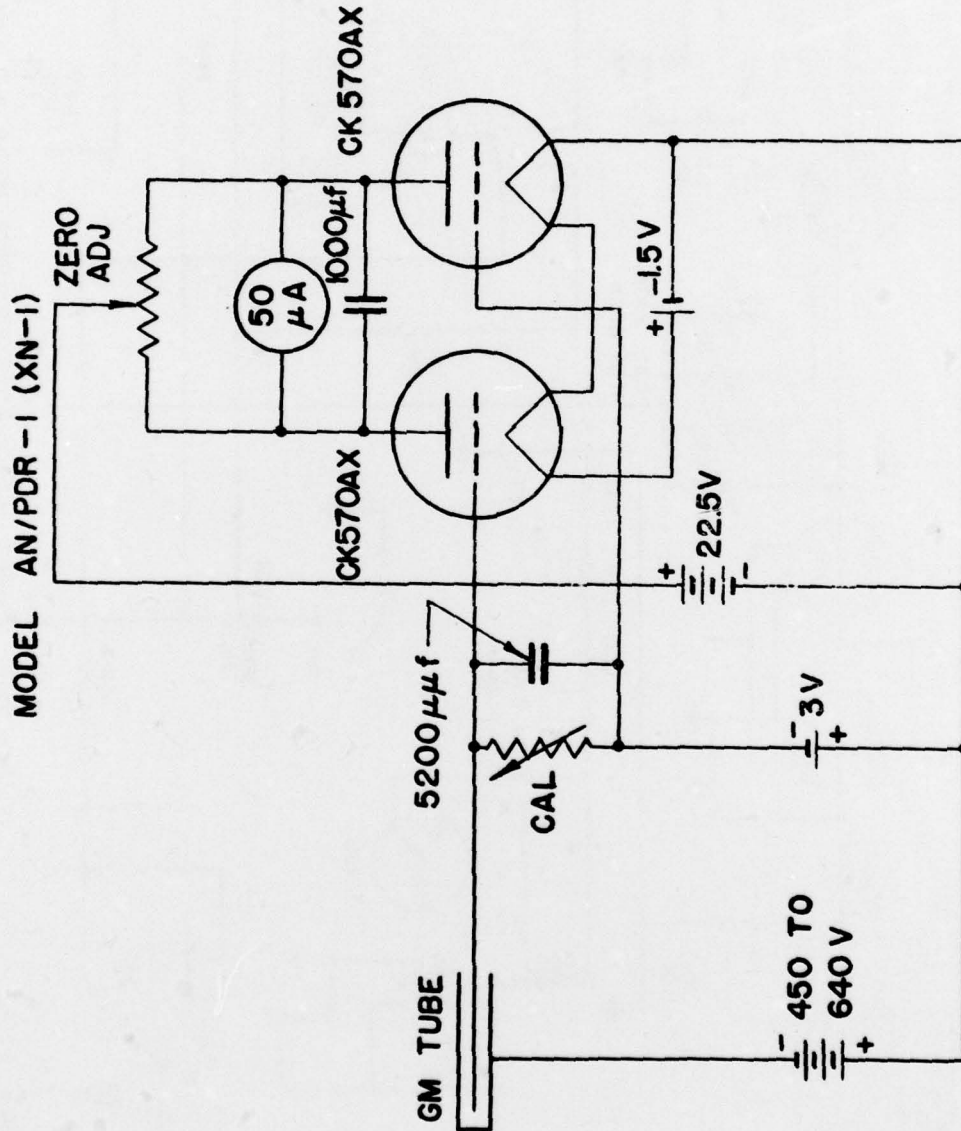 MODEL AN/PDR-1 (XN-1)
ZERO
ADJ
50
μA
1000μf
CK570AX
CK570AX
5200μμf
CAL
GM TUBE
+
-
22.5V
+
-1.5V
-
3V
+
-
450 TO
640V
+